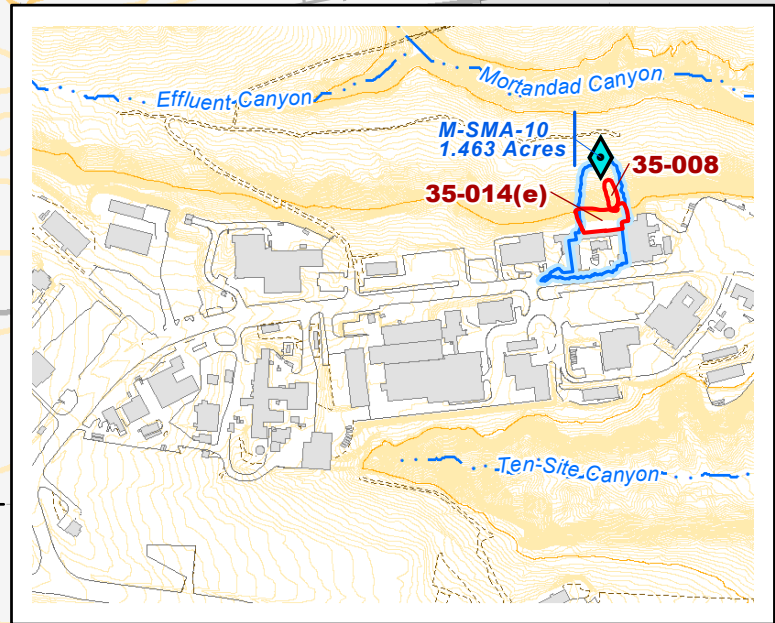 Effluent Canyon
Mortandad Canyon
M-SMA-10
1.463 Acres
35-008
35-014(e)
Ten-Site Canyon